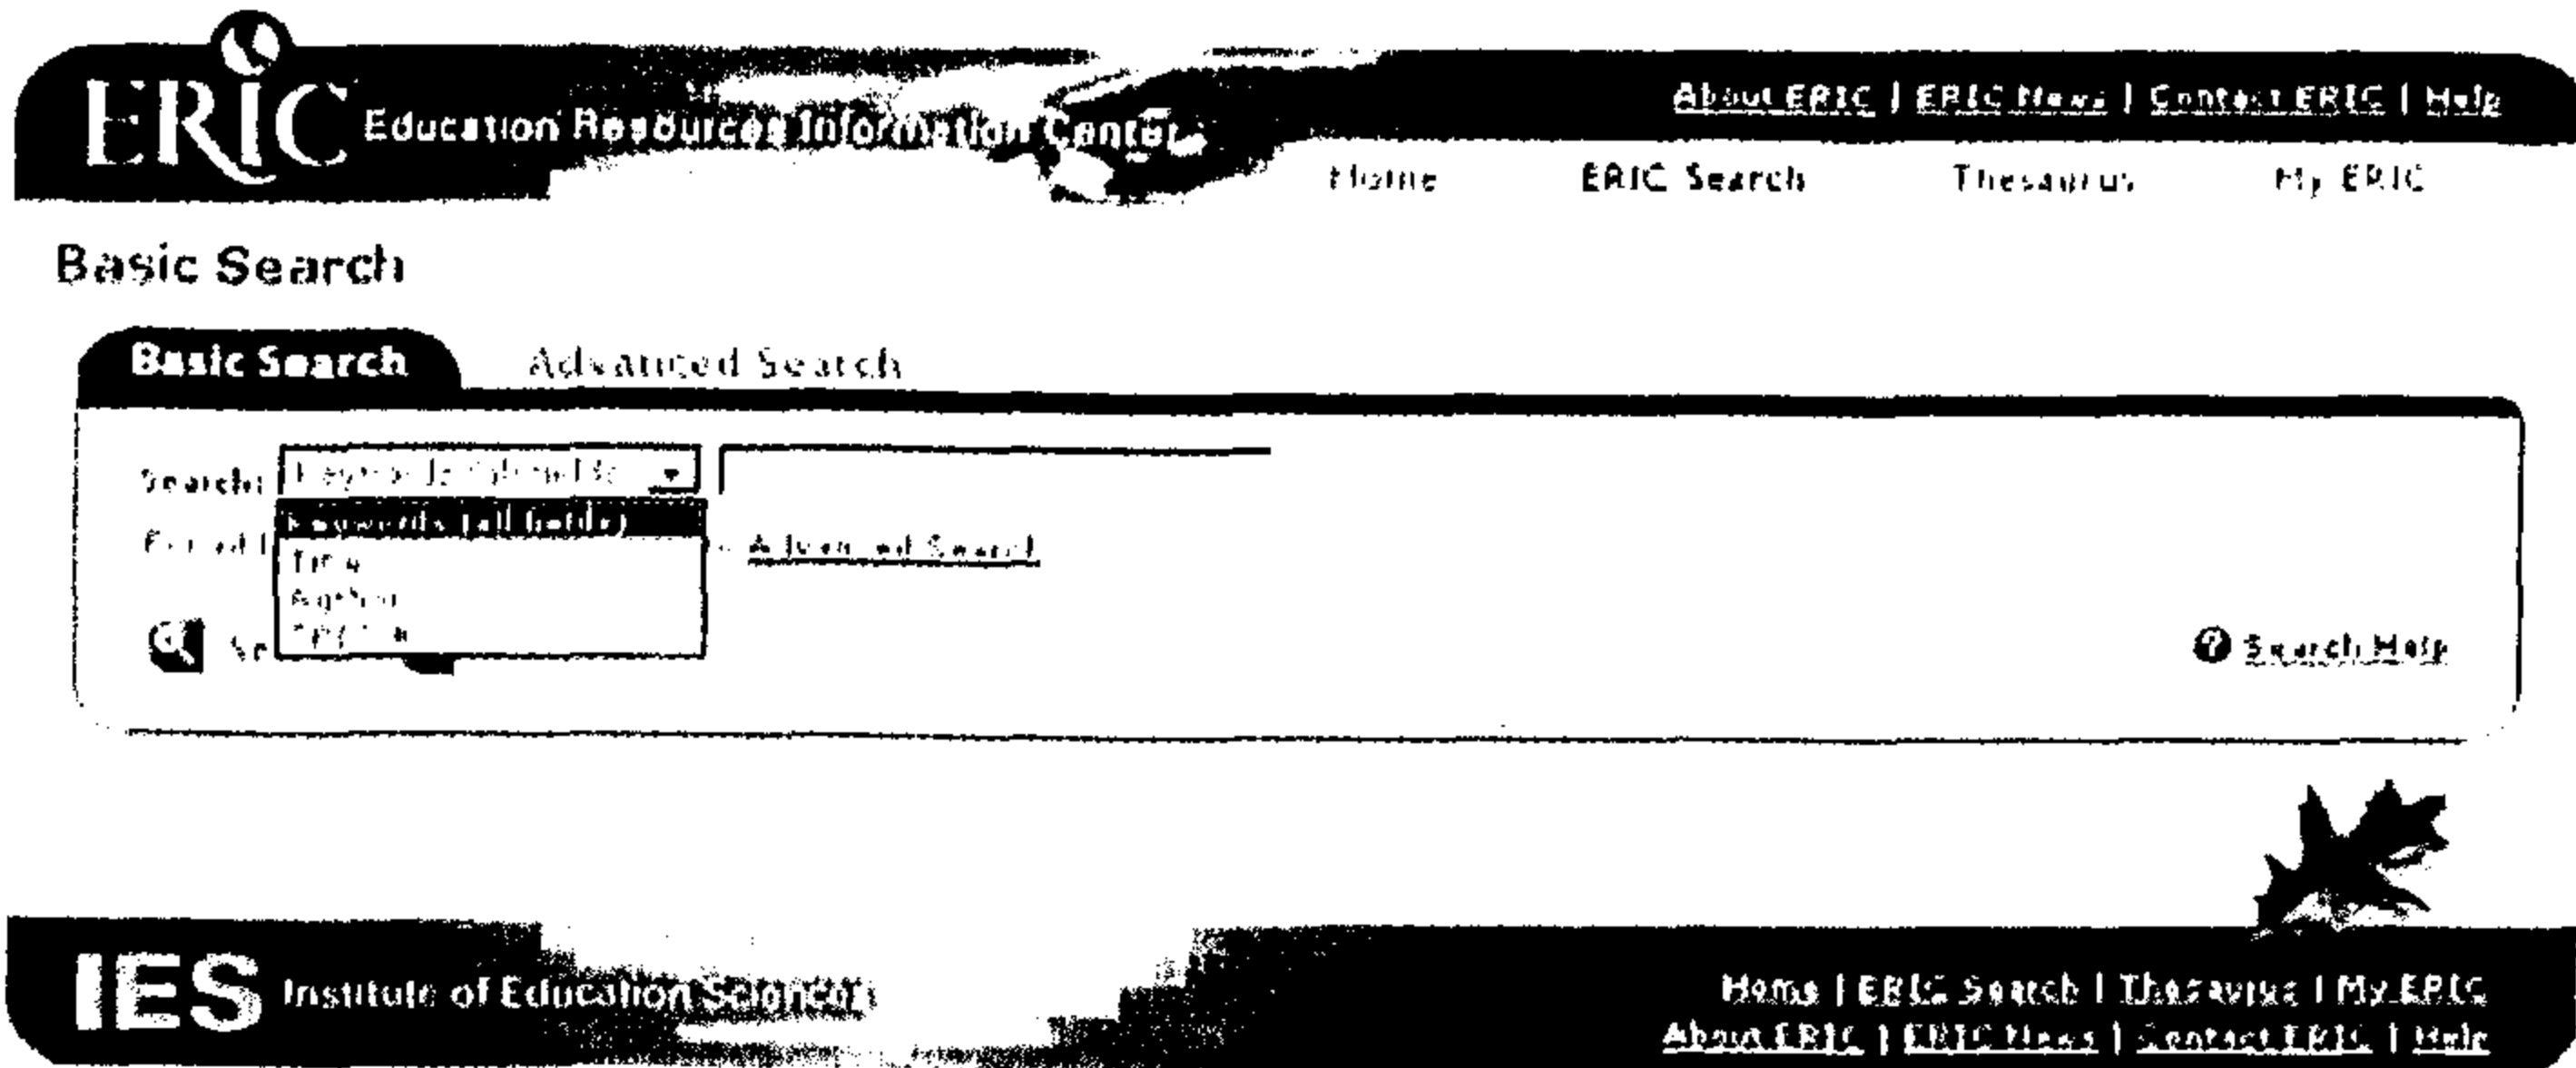 About ERIC | ERIC News | Contact ERIC | Help
ERIC Education Resources Information Center
Home ERIC Search Thesaurus My ERIC
Basic Search
Basic Search Advanced Search
Search:
Keywords (all fields)
Advanced Search
Title
Author
Search Help
IES Institute of Education Sciences
Home | ERIC Search | Thesaurus | My ERIC
About ERIC | ERIC News | Contact ERIC | Help